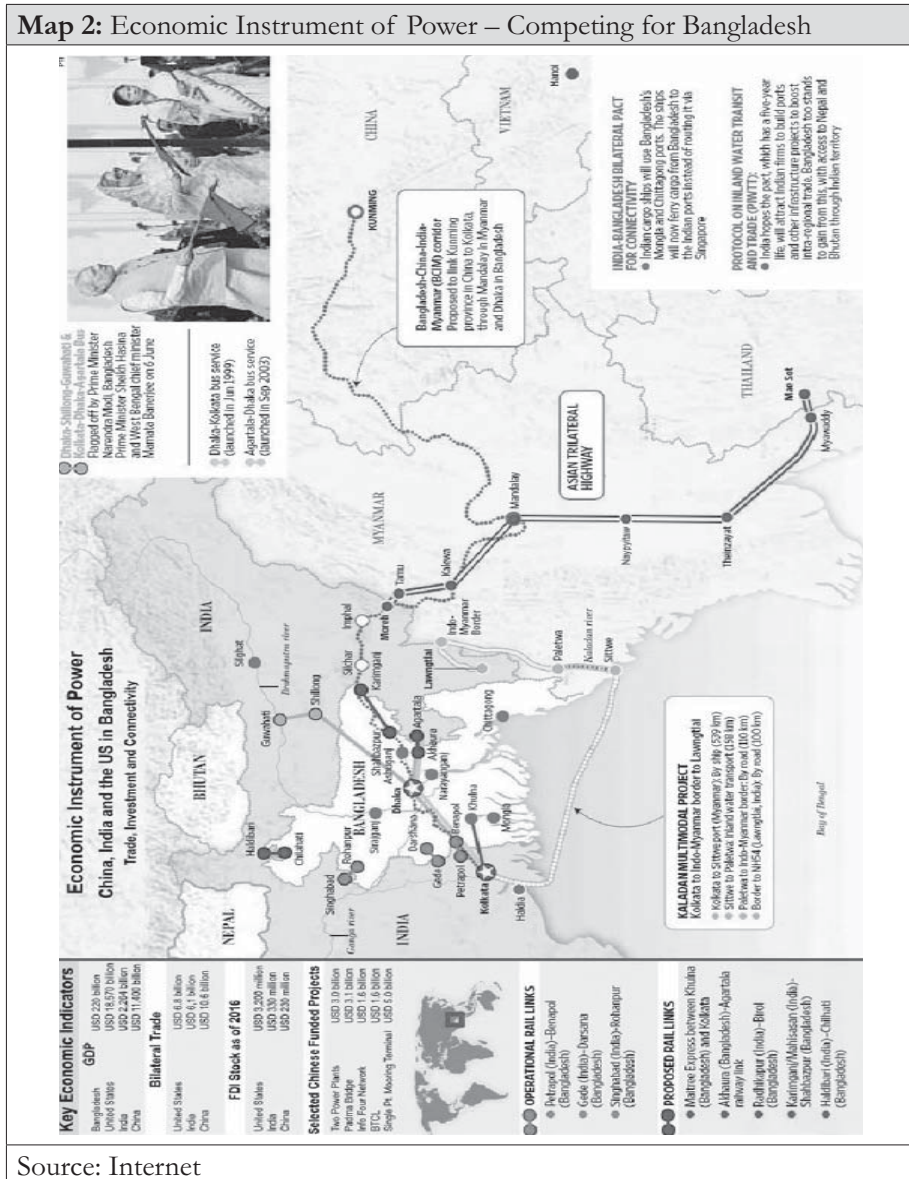 Map 2: Economic Instrument of Power – Competing for Bangladesh
Economic Instrument of Power
China, India and the US in Bangladesh
Trade, Investment and Connectivity
Key Economic Indicators
GDP
Bangladesh USD 220 billion
United States USD 18,570 billion
India USD 2,264 billion
China USD 11,400 billion
Bilateral Trade
United States USD 6.8 billion
India USD 6.1 billion
China USD 10.6 billion
FDI Stock as of 2016
United States USD 3,200 million
India USD 330 million
China USD 220 million
Selected Chinese Funded Projects
Two Power Plants USD 3.0 billion
Padma Bridge USD 3.1 billion
Info Four Network USD 1.6 billion
BTCL USD 1.6 billion
Single Pt. Mooring Terminal USD 5.0 billion
OPERATIONAL RAIL LINKS
Petrapol (India)–Benapol
(Bangladesh)
Gede (India)–Darsana
(Bangladesh)
Singhabad (India)-Rohanpur
(Bangladesh)
PROPOSED RAIL LINKS
Maitree Express between Khulna
(Bangladesh) and Kolkata
Akhaura (Bangladesh)-Agartala
railway link
Radhikapur (India)–Birol
(Bangladesh)
Karimganj/Mahisasan (India)-
Shahbazpur (Bangladesh)
Haldibari (India)–Chilhati
(Bangladesh)
NEPAL
BHUTAN
INDIA
Silghat
Brahmaputra river
Guwahati
Shillong
Haldibari
Chilahati
Singhabad
Rohanpur
BANGLADESH
Sirajganj
Shahbazpur
Karimganj
Silchar
Imphal
Ashuganj
Dhaka
Agartala
Akhaura
Narayanganj
Ganga river
Darshana
Gede
INDIA
Benapol
Petrapol
Khulna
Mongla
Kolkata
Haldia
Chittagong
Lawngtlai
Indo-
Myanmar
Border
Paletwa
Kaladan river
Sittwe
Bay of Bengal
MYANMAR
Moreh
Tamu
Kalewa
Mandalay
Naypyitaw
Theinzayat
Myawaddy
Mae Sot
THAILAND
ASIAN TRILATERAL
HIGHWAY
CHINA
KUNMING
VIETNAM
Hanoi
KALADAN MULTIMODAL PROJECT
Kolkata to Indo-Myanmar border to Lawngtlai
Kolkata to Sittwe port (Myanmar): By ship (539 km)
Sittwe to Paletwa: Inland water transport (158 km)
Paletwa to Indo-Myanmar border: By road (110 km)
Border to NH54 (Lawngtlai, India): By road (100 km)
Dhaka-Shillong-Guwahati &
Kolkata-Dhaka-Agartala Bus
Flagged off by Prime Minister
Narendra Modi, Bangladesh
Prime Minister Sheikh Hasina
and West Bengal chief minister
Mamata Banerjee on 6 June
Dhaka-Kolkata bus service
(launched in Jun 1999)
Agartala-Dhaka bus service
(launched in Sep 2003)
PTI
Bangladesh-China-India-
Myanmar (BCIM) corridor
Proposed to link Kunming
province in China to Kolkata,
through Mandalay in Myanmar
and Dhaka in Bangladesh
INDIA-BANGLADESH BILATERAL PACT
FOR CONNECTIVITY
Indian cargo ships will use Bangladesh's
Mongla and Chittagong ports. The ships
will now ferry cargo from Bangladesh to
the Indian ports instead of routing it via
Singapore
PROTOCOL ON INLAND WATER TRANSIT
AND TRADE (PIWTT):
India hopes the pact, which has a five-year
life, will attract Indian firms to build ports
and other infrastructure projects to boost
intra-regional trade. Bangladesh too stands
to gain from this, with access to Nepal and
Bhutan through Indian territory
Source: Internet